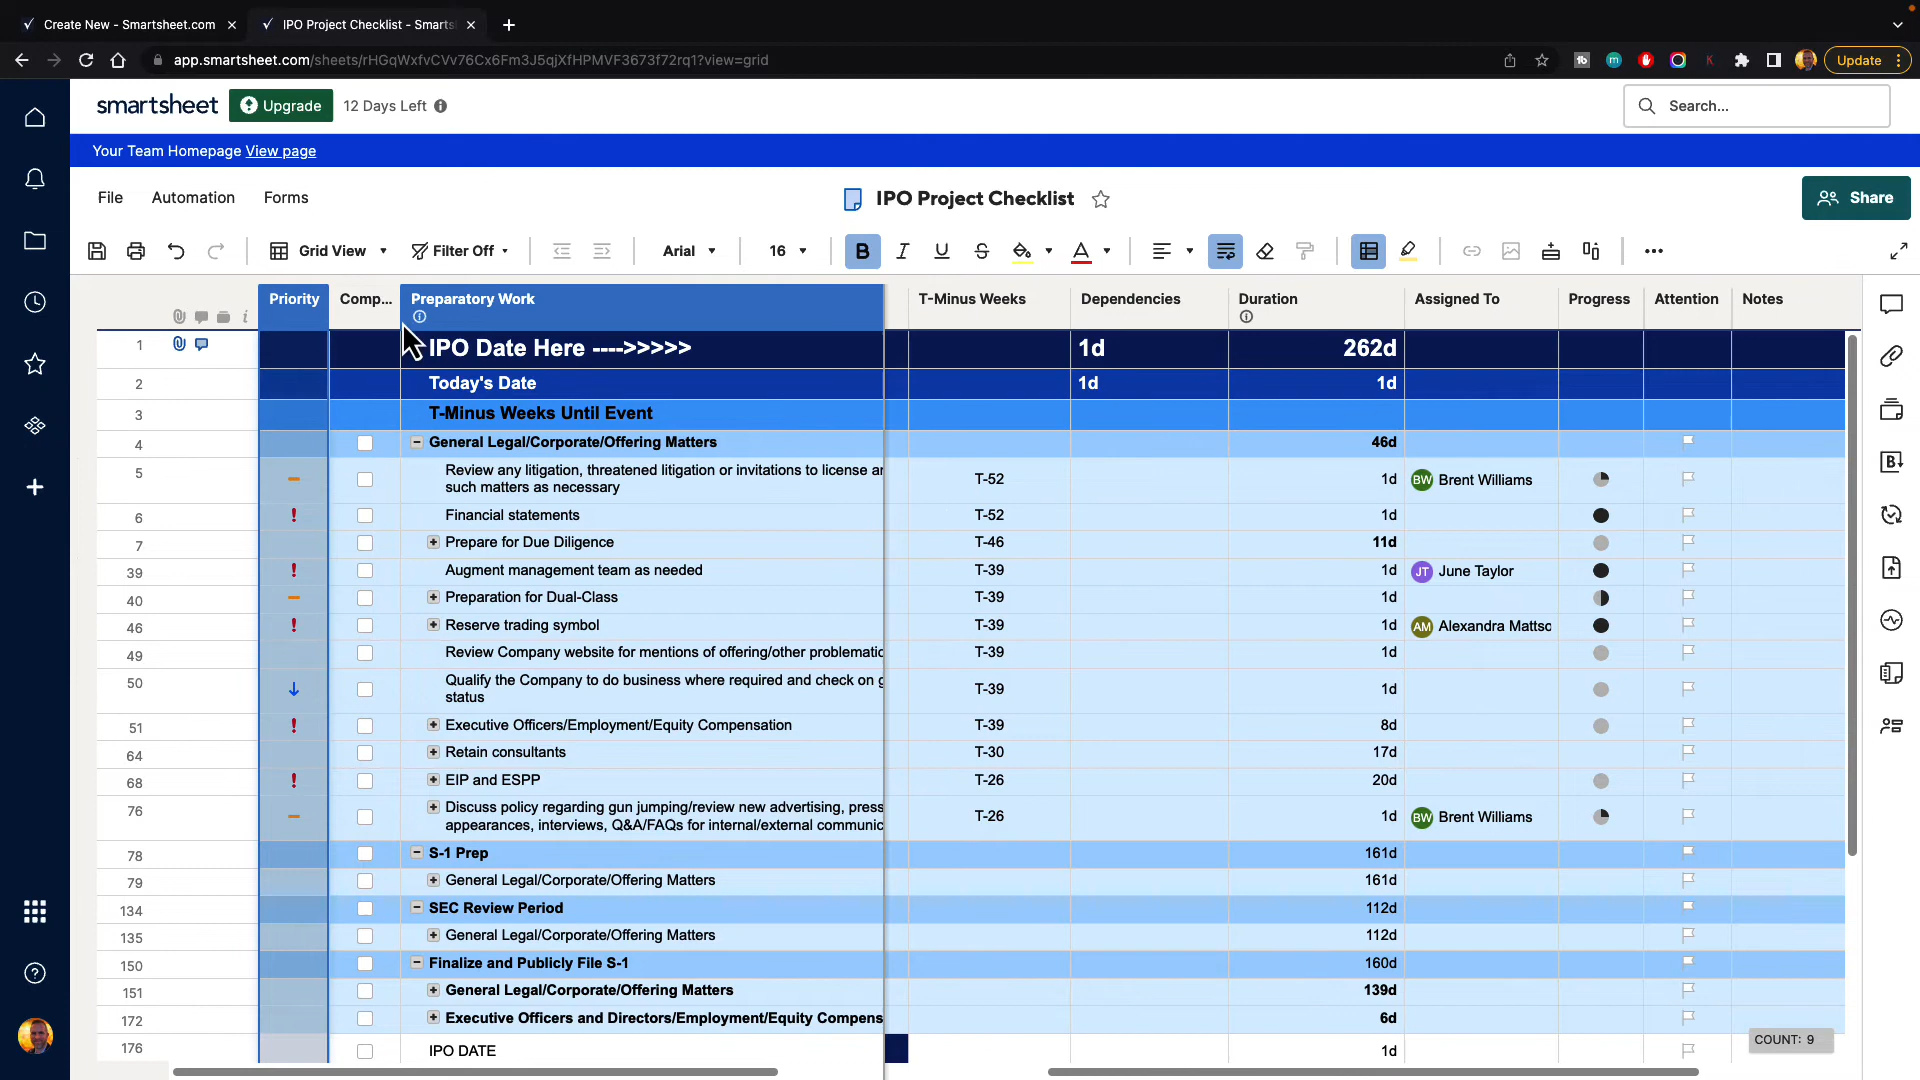 Create New - Smartsheet.com
IPO Project Checklist - Smarts
app.smartsheet.com/sheets/rHGqWxfvCVv76Cx6Fm3J5qjXfHPMVF3673f72rq1?view=grid
Update
smartsheet
Upgrade
12 Days Left
Search...
Your Team Homepage View page
File
Automation
Forms
IPO Project Checklist
Share
Grid View
Filter Off
Arial
16
Priority
Comp...
Preparatory Work
T-Minus Weeks
Dependencies
Duration
Assigned To
Progress
Attention
Notes
1 IPO Date Here ---->>>>> 1d 262d
2 Today's Date 1d 1d
3 T-Minus Weeks Until Event
4 General Legal/Corporate/Offering Matters 46d
5 Review any litigation, threatened litigation or invitations to license ar
such matters as necessary T-52 1d BW Brent Williams
6 Financial statements T-52 1d
7 Prepare for Due Diligence T-46 11d
39 Augment management team as needed T-39 1d JT June Taylor
40 Preparation for Dual-Class T-39 1d
46 Reserve trading symbol T-39 1d AM Alexandra Mattso
49 Review Company website for mentions of offering/other problematic T-39 1d
50 Qualify the Company to do business where required and check on g
status T-39 1d
51 Executive Officers/Employment/Equity Compensation T-39 8d
64 Retain consultants T-30 17d
68 EIP and ESPP T-26 20d
76 Discuss policy regarding gun jumping/review new advertising, press
appearances, interviews, Q&A/FAQs for internal/external communic T-26 1d BW Brent Williams
78 S-1 Prep 161d
79 General Legal/Corporate/Offering Matters 161d
134 SEC Review Period 112d
135 General Legal/Corporate/Offering Matters 112d
150 Finalize and Publicly File S-1 160d
151 General Legal/Corporate/Offering Matters 139d
172 Executive Officers and Directors/Employment/Equity Compens 6d
176 IPO DATE 1d
COUNT: 9